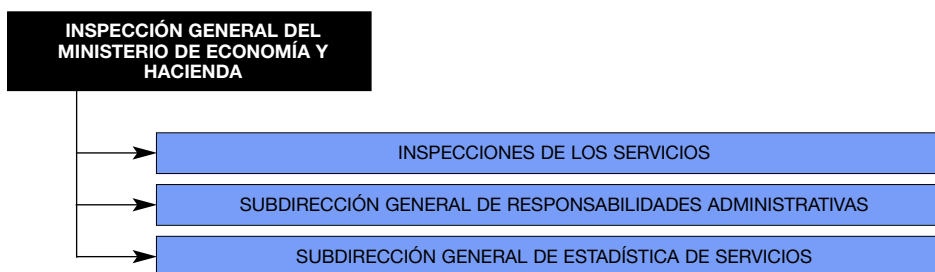 INSPECCIÓN GENERAL DEL
MINISTERIO DE ECONOMÍA Y
HACIENDA
INSPECCIONES DE LOS SERVICIOS
SUBDIRECCIÓN GENERAL DE RESPONSABILIDADES ADMINISTRATIVAS
SUBDIRECCIÓN GENERAL DE ESTADÍSTICA DE SERVICIOS